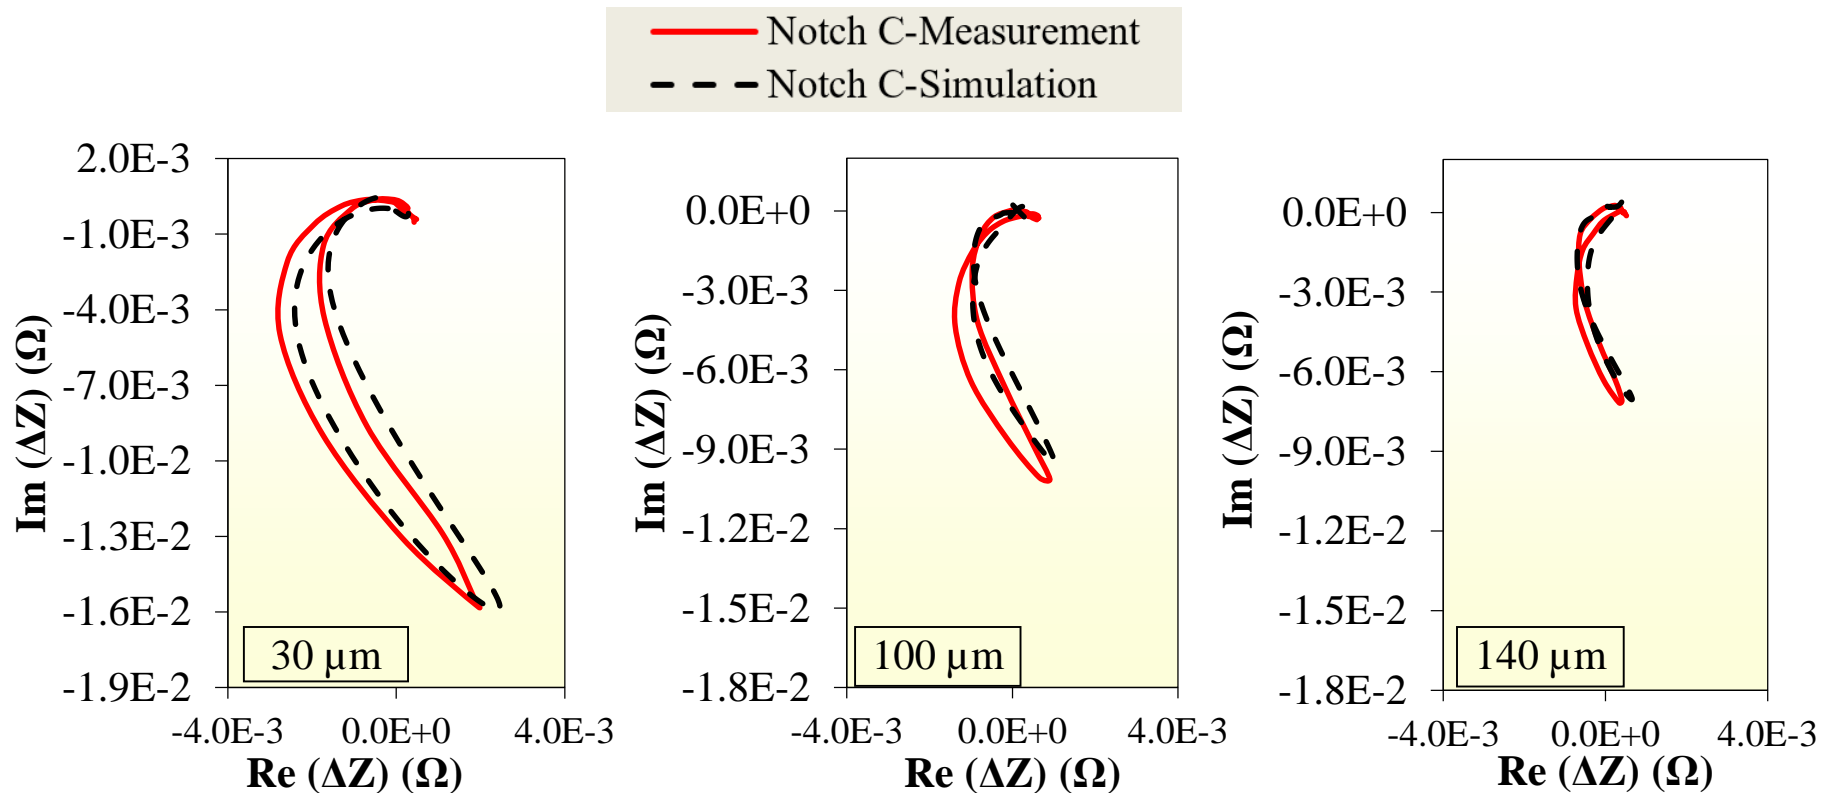 Notch C-Measurement
Notch C-Simulation
2.0E-3
-1.0E-3
-4.0E-3
-7.0E-3
-1.0E-2
-1.3E-2
-1.6E-2
-1.9E-2
Im (ΔZ) (Ω)
30 µm
-4.0E-3 0.0E+0 4.0E-3
Re (ΔZ) (Ω)
0.0E+0
-3.0E-3
-6.0E-3
-9.0E-3
-1.2E-2
-1.5E-2
-1.8E-2
Im (ΔZ) (Ω)
100 µm
-4.0E-3 0.0E+0 4.0E-3
Re (ΔZ) (Ω)
0.0E+0
-3.0E-3
-6.0E-3
-9.0E-3
-1.2E-2
-1.5E-2
-1.8E-2
Im (ΔZ) (Ω)
140 µm
-4.0E-3 0.0E+0 4.0E-3
Re (ΔZ) (Ω)